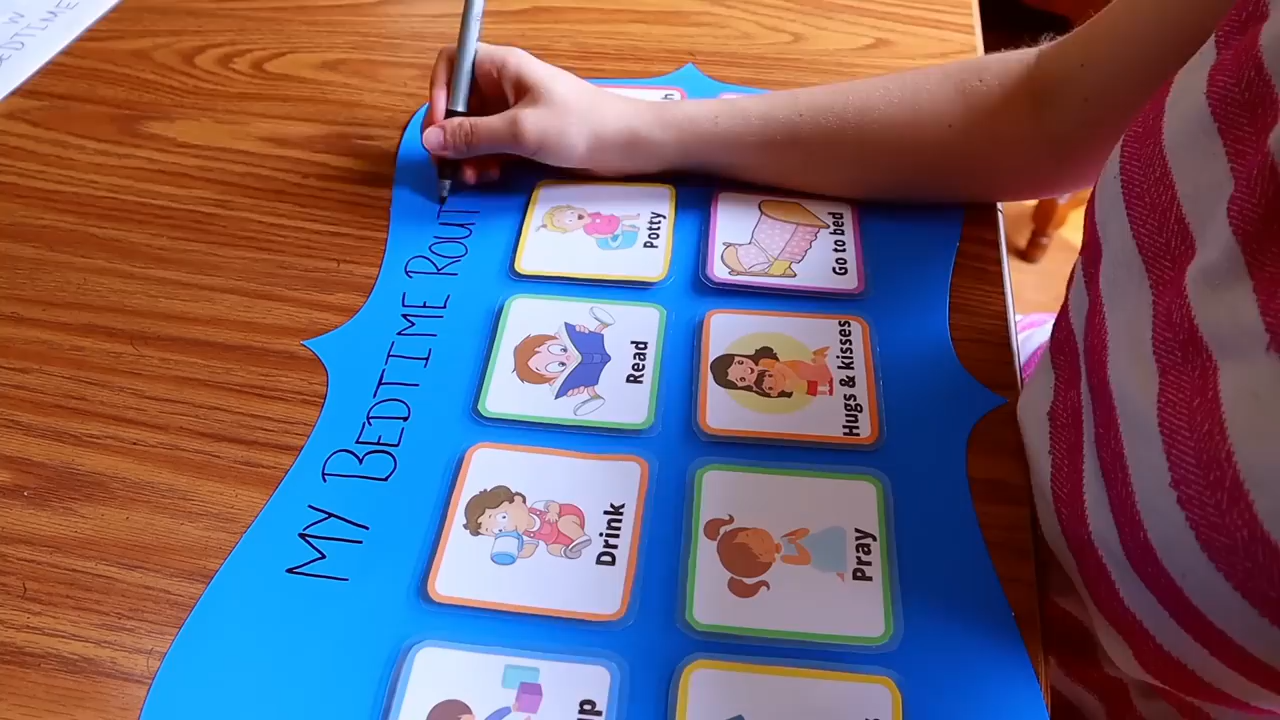 MY BEDTIME ROUT
Drink
Read
Potty
Pray
Hugs & kisses
Go to bed